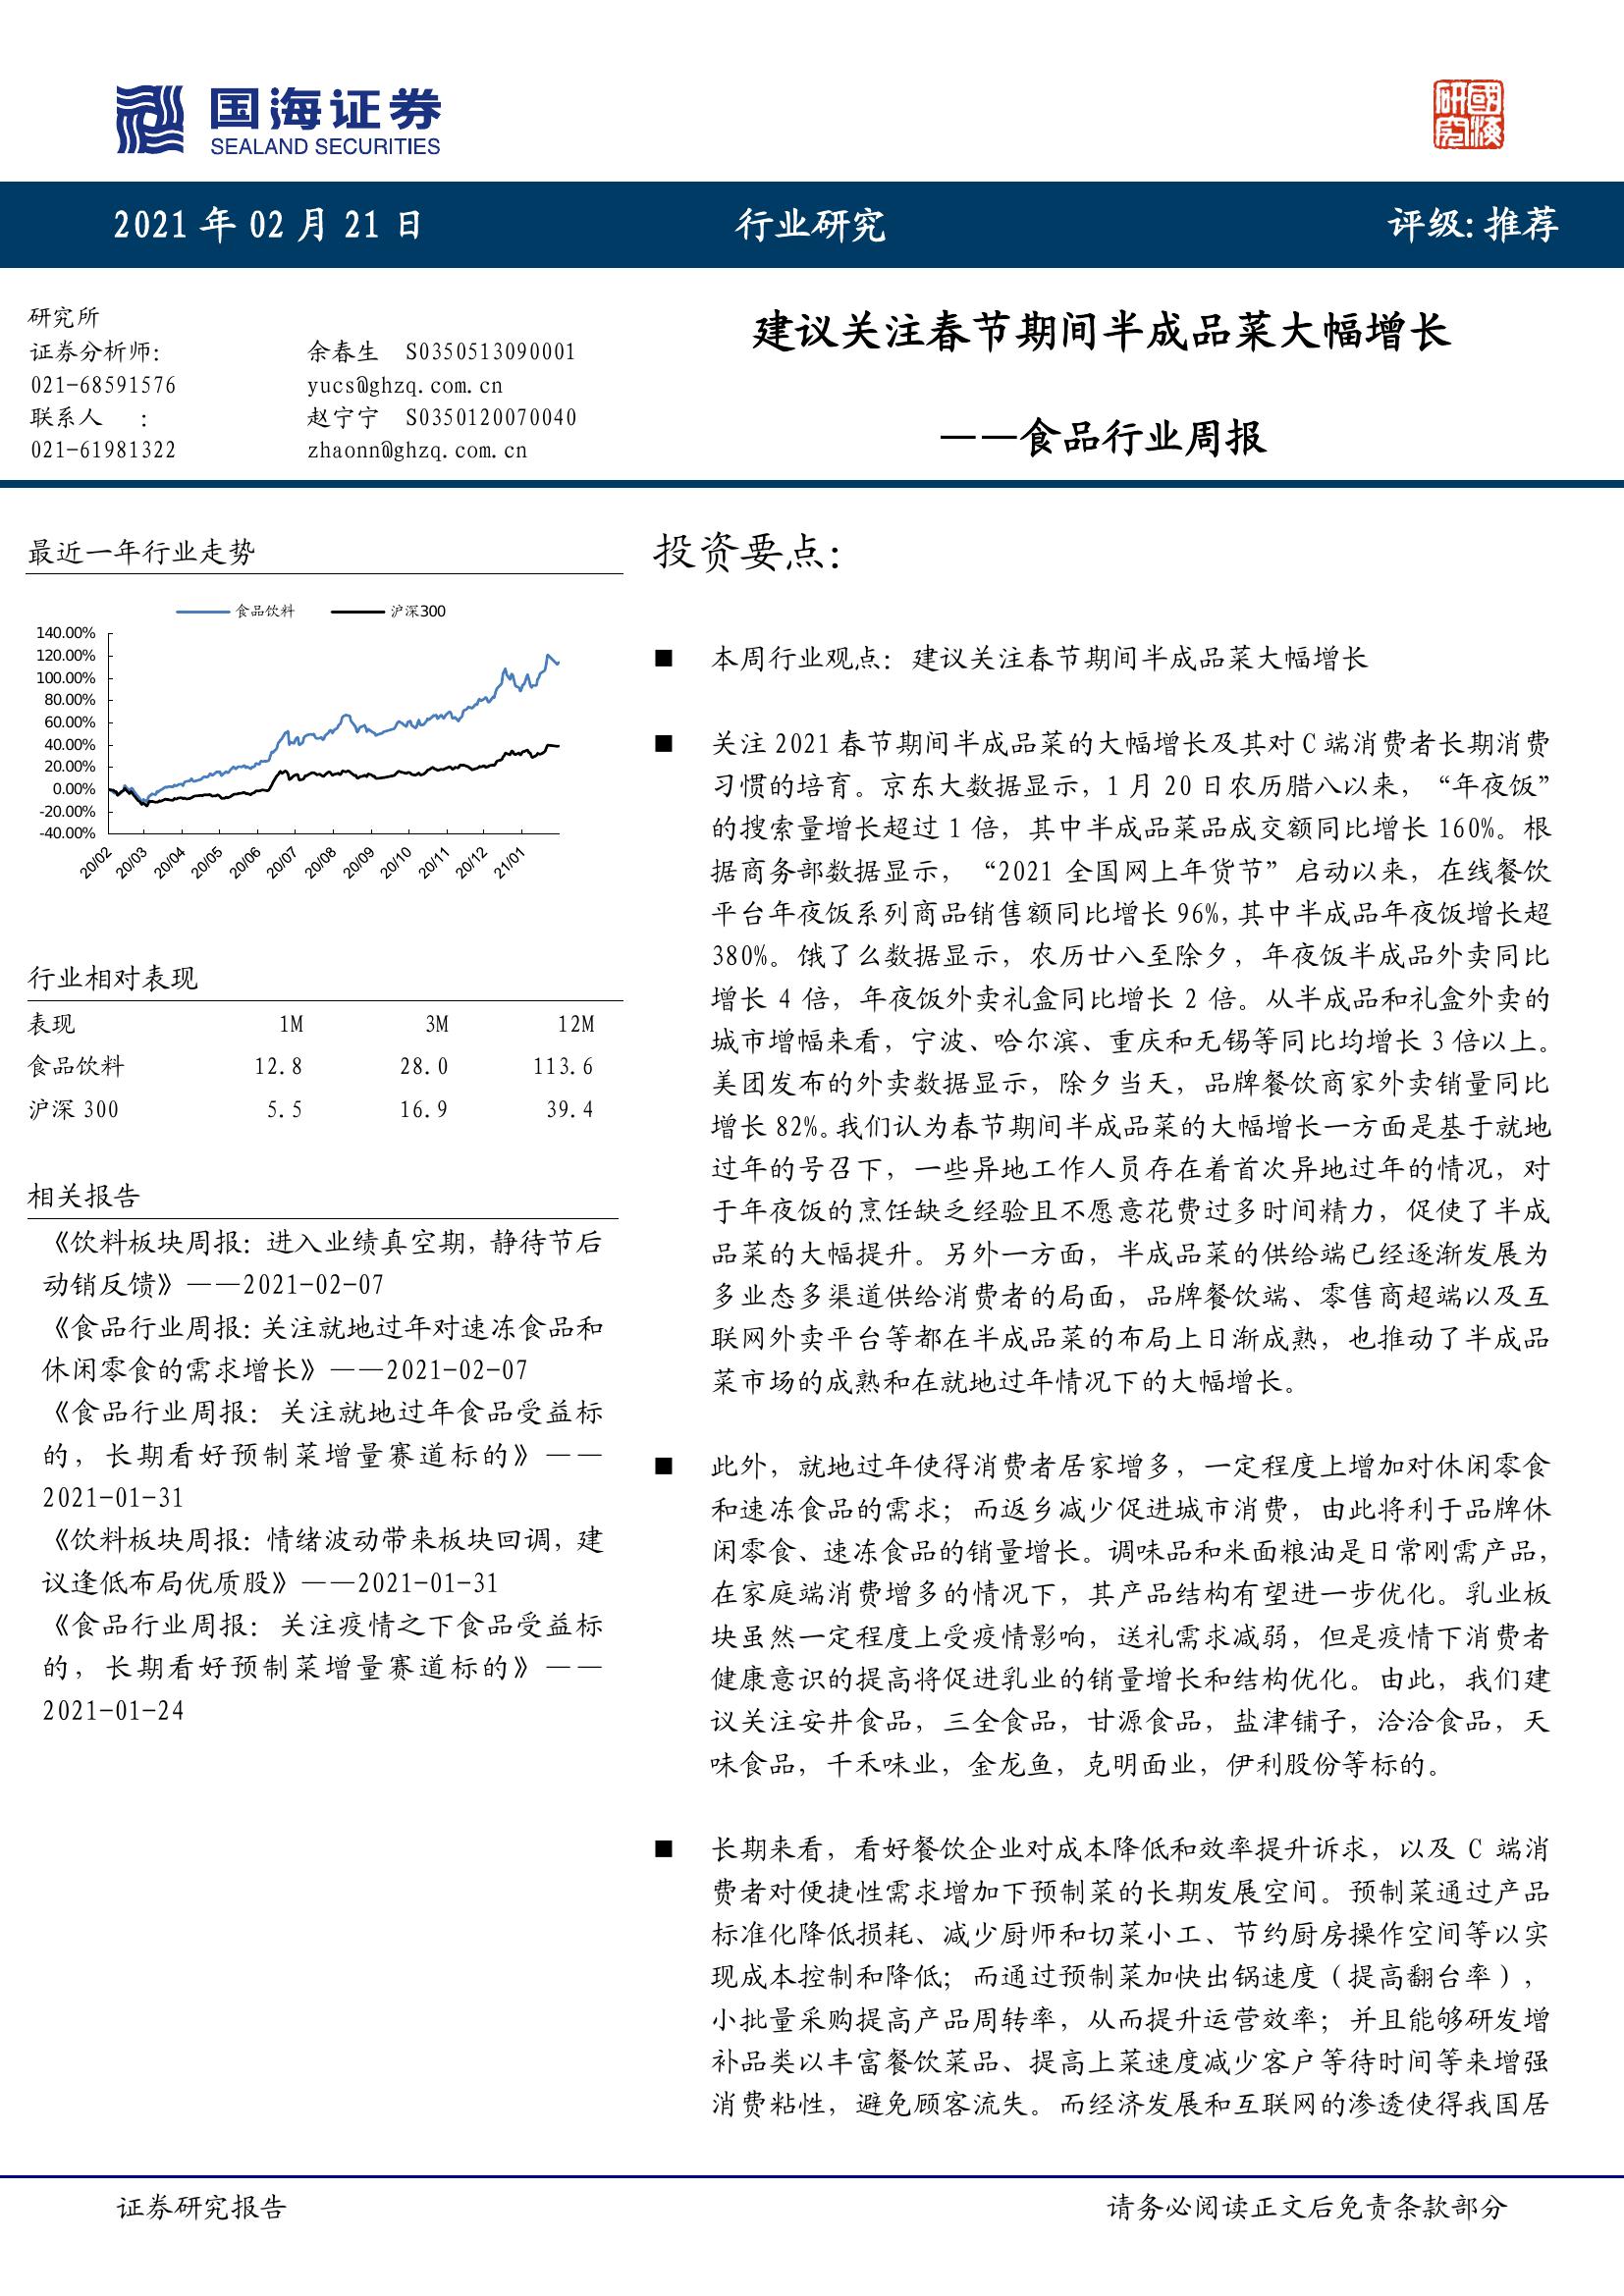 国海证券
SEALAND SECURITIES
國海
研究
2021 年 02 月 21 日
行业研究
评级: 推荐
研究所
证券分析师: 余春生 S0350513090001
021-68591576 yucs@ghzq.com.cn
联系人 : 赵宁宁 S0350120070040
021-61981322 zhaonn@ghzq.com.cn
建议关注春节期间半成品菜大幅增长
——食品行业周报
最近一年行业走势
食品饮料 沪深300
140.00%
120.00%
100.00%
80.00%
60.00%
40.00%
20.00%
0.00%
-20.00%
-40.00%
20/02 20/03 20/04 20/05 20/06 20/07 20/08 20/09 20/10 20/11 20/12 21/01
行业相对表现
表现 1M 3M 12M
食品饮料 12.8 28.0 113.6
沪深 300 5.5 16.9 39.4
相关报告
《饮料板块周报: 进入业绩真空期, 静待节后
动销反馈》——2021-02-07
《食品行业周报: 关注就地过年对速冻食品和
休闲零食的需求增长》——2021-02-07
《食品行业周报: 关注就地过年食品受益标
的, 长期看好预制菜增量赛道标的》——
2021-01-31
《饮料板块周报: 情绪波动带来板块回调, 建
议逢低布局优质股》——2021-01-31
《食品行业周报: 关注疫情之下食品受益标
的, 长期看好预制菜增量赛道标的》——
2021-01-24
投资要点:
■ 本周行业观点: 建议关注春节期间半成品菜大幅增长
■ 关注 2021 春节期间半成品菜的大幅增长及其对 C 端消费者长期消费
习惯的培育。京东大数据显示, 1 月 20 日农历腊八以来, “年夜饭”
的搜索量增长超过 1 倍, 其中半成品菜品成交额同比增长 160%。根
据商务部数据显示, “2021 全国网上年货节” 启动以来, 在线餐饮
平台年夜饭系列商品销售额同比增长 96%, 其中半成品年夜饭增长超
380%。饿了么数据显示, 农历廿八至除夕, 年夜饭半成品外卖同比
增长 4 倍, 年夜饭外卖礼盒同比增长 2 倍。从半成品和礼盒外卖的
城市增幅来看, 宁波、哈尔滨、重庆和无锡等同比均增长 3 倍以上。
美团发布的外卖数据显示, 除夕当天, 品牌餐饮商家外卖销量同比
增长 82%。我们认为春节期间半成品菜的大幅增长一方面是基于就地
过年的号召下, 一些异地工作人员存在着首次异地过年的情况, 对
于年夜饭的烹饪缺乏经验且不愿意花费过多时间精力, 促使了半成
品菜的大幅提升。另外一方面, 半成品菜的供给端已经逐渐发展为
多业态多渠道供给消费者的局面, 品牌餐饮端、零售商超端以及互
联网外卖平台等都在半成品菜的布局上日渐成熟, 也推动了半成品
菜市场的成熟和在就地过年情况下的大幅增长。
■ 此外, 就地过年使得消费者居家增多, 一定程度上增加对休闲零食
和速冻食品的需求; 而返乡减少促进城市消费, 由此将利于品牌休
闲零食、速冻食品的销量增长。调味品和米面粮油是日常刚需产品,
在家庭端消费增多的情况下, 其产品结构有望进一步优化。乳业板
块虽然一定程度上受疫情影响, 送礼需求减弱, 但是疫情下消费者
健康意识的提高将促进乳业的销量增长和结构优化。由此, 我们建
议关注安井食品, 三全食品, 甘源食品, 盐津铺子, 洽洽食品, 天
味食品, 千禾味业, 金龙鱼, 克明面业, 伊利股份等标的。
■ 长期来看, 看好餐饮企业对成本降低和效率提升诉求, 以及 C 端消
费者对便捷性需求增加下预制菜的长期发展空间。预制菜通过产品
标准化降低损耗、减少厨师和切菜小工、节约厨房操作空间等以实
现成本控制和降低; 而通过预制菜加快出锅速度 (提高翻台率),
小批量采购提高产品周转率, 从而提升运营效率; 并且能够研发增
补品类以丰富餐饮菜品、提高上菜速度减少客户等待时间等来增强
消费粘性, 避免顾客流失。而经济发展和互联网的渗透使得我国居
证券研究报告
请务必阅读正文后免责条款部分